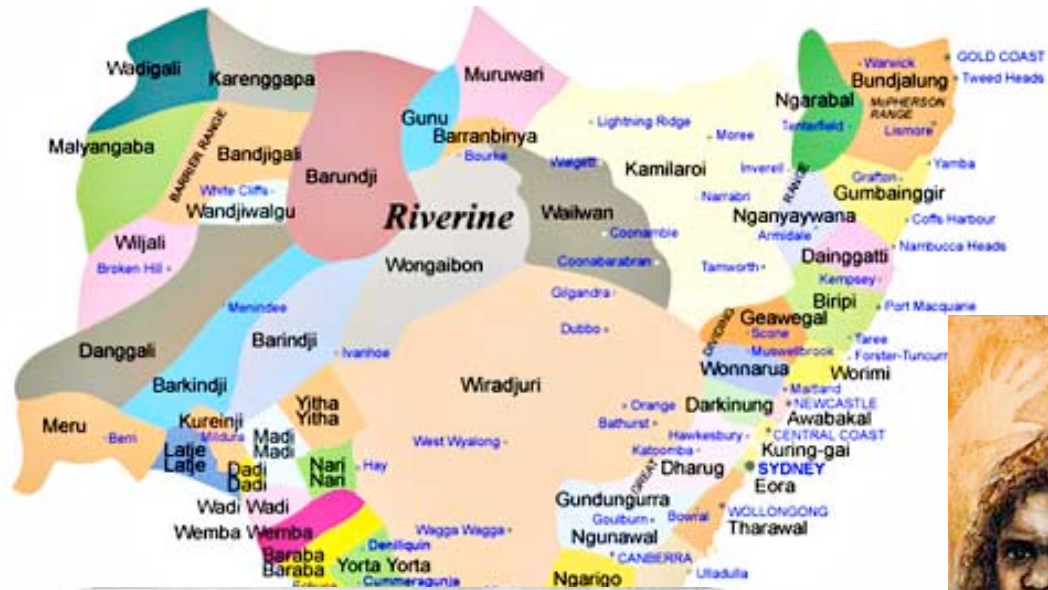 Wadigali
Karenggapa
Muruwari
GOLD COAST
Warwick
Bundjalung
Tweed Heads
Ngarabal
McPHERSON
RANGE
Gunu
Lightning Ridge
Tenterfield
Lismore
Malyangaba
BARRIER RANGE
Bandjigali
Barranbinya
Bourke
Moree
Barundji
Walgett
Kamilaroi
Inverell
Yamba
Grafton
White Cliffs
Wandjiwalgu
Narrabri
RANGE
Gumbainggir
Riverine
Wailwan
Nganyaywana
Coffs Harbour
Wiljali
Coonamble
Armidale
Nambucca Heads
Broken Hill
Wongaibon
Coonabarabran
Tamworth
Dainggatti
Kempsey
Menindee
Gilgandra
Biripi
Port Macquarie
Geawegal
Danggali
Barindji
Ivanhoe
Dubbo
DIVIDING
Scone
Taree
Muswellbrook
Forster-Tuncurr
Barkindji
Wiradjuri
Wonnarua
Worimi
Maitland
Yitha
Yitha
Orange
Darkinung
NEWCASTLE
Awabakal
Meru
Berri
Kureinji
Mildura
Bathurst
Hawkesbury
CENTRAL COAST
Latje
Latje
Madi
Madi
West Wyalong
Katoomba
Kuring-gai
Dadi
Dadi
Nari
Nari
Hay
GREAT
Dharug
SYDNEY
Eora
Wadi Wadi
Gundungurra
Bowral
WOLLONGONG
Wemba Wemba
Wagga Wagga
Goulburn
Ngunawal
Tharawal
Baraba
Baraba
Deniliquin
Yorta Yorta
CANBERRA
Ulladulla
Cummeragunja
Ngarigo